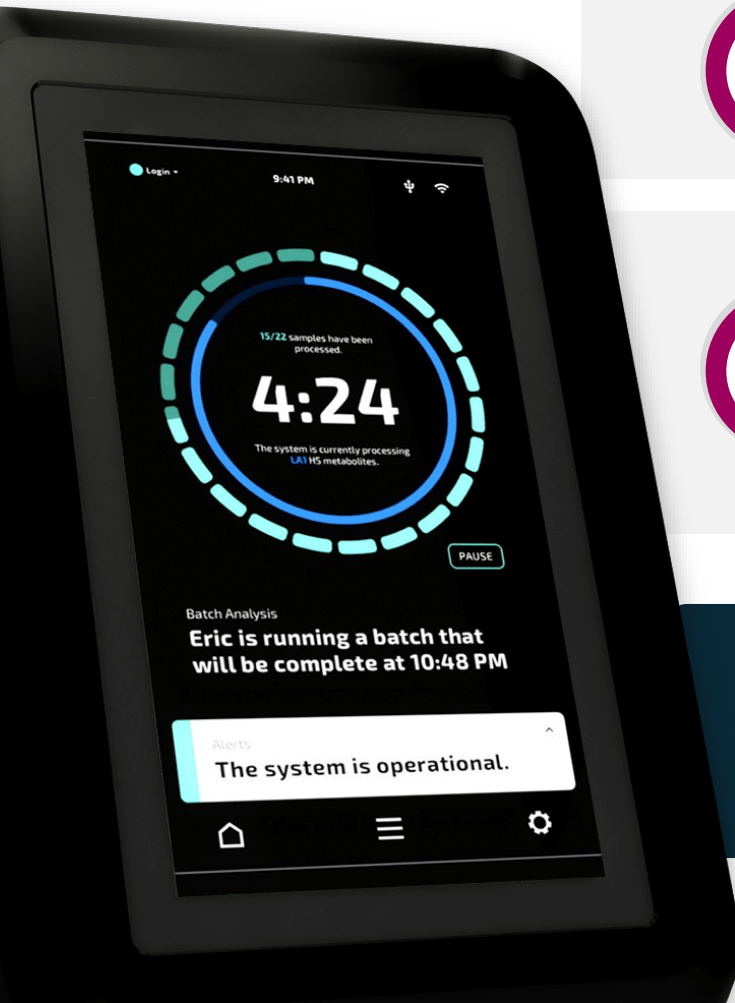 Login
9:41 PM
15/22 samples have been
processed.
4:24
The system is currently processing
LA1 HS metabolites.
PAUSE
Batch Analysis
Eric is running a batch that
will be complete at 10:48 PM
Alerts
The system is operational.